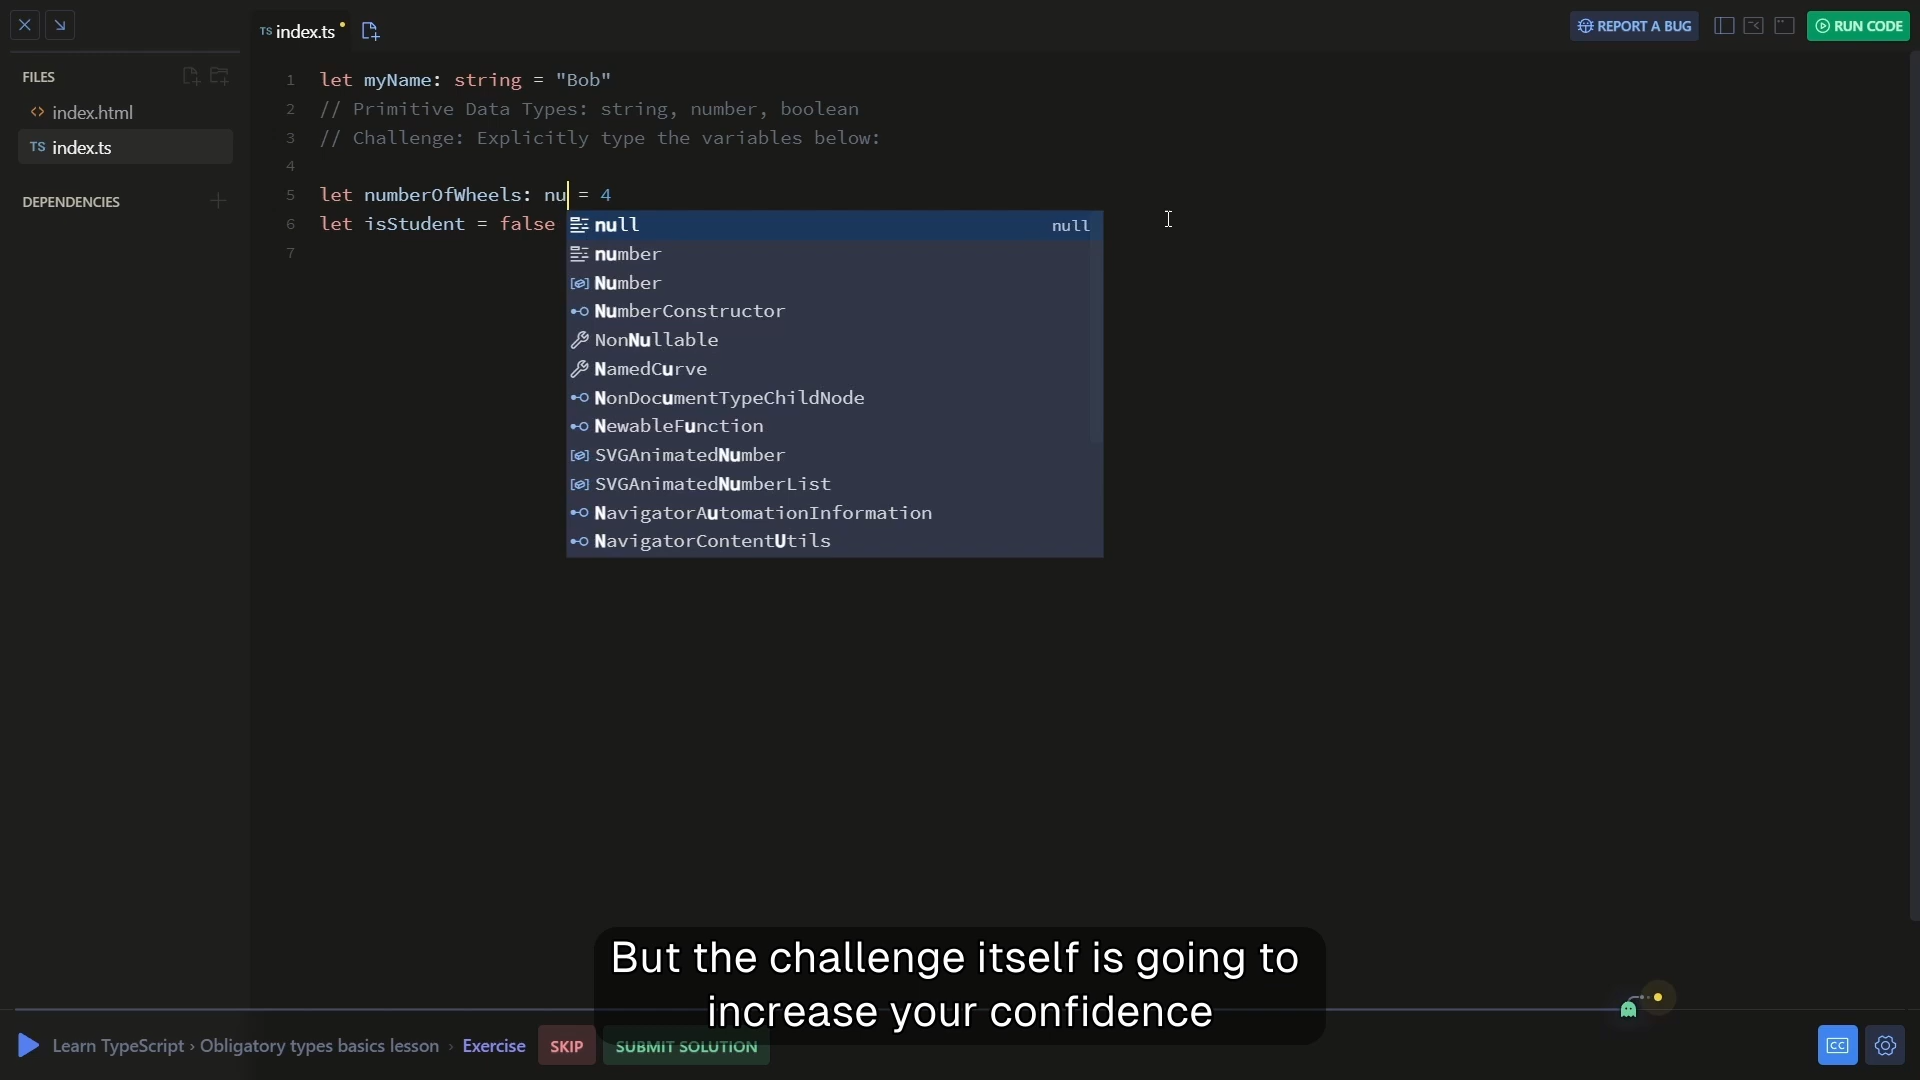 TS index.ts
REPORT A BUG
RUN CODE
FILES
<> index.html
TS index.ts
DEPENDENCIES
1 let myName: string = "Bob"
2 // Primitive Data Types: string, number, boolean
3 // Challenge: Explicitly type the variables below:
4
5 let numberOfWheels: nu = 4
6 let isStudent = false
7
null null
number
Number
NumberConstructor
NonNullable
NamedCurve
NonDocumentTypeChildNode
NewableFunction
SVGAnimatedNumber
SVGAnimatedNumberList
NavigatorAutomationInformation
NavigatorContentUtils
But the challenge itself is going to
increase your confidence
Learn TypeScript › Obligatory types basics lesson › Exercise
SKIP
SUBMIT SOLUTION
CC